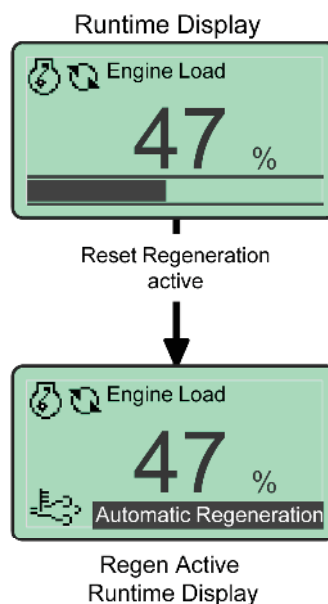 Runtime Display
Engine Load
47 %
Reset Regeneration
active
Engine Load
47 %
Automatic Regeneration
Regen Active
Runtime Display